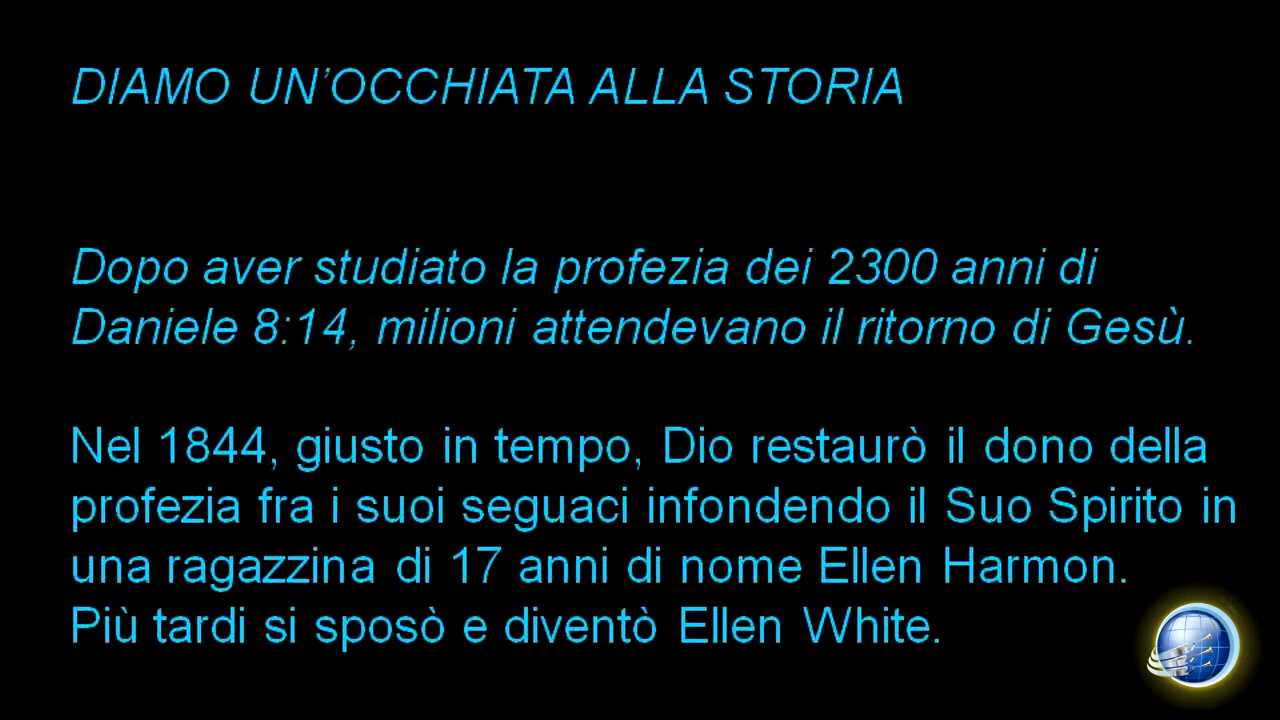 DIAMO UN’OCCHIATA ALLA STORIA
Dopo aver studiato la profezia dei 2300 anni di
Daniele 8:14, milioni attendevano il ritorno di Gesù.
Nel 1844, giusto in tempo, Dio restaurò il dono della
profezia fra i suoi seguaci infondendo il Suo Spirito in
una ragazzina di 17 anni di nome Ellen Harmon.
Più tardi si sposò e diventò Ellen White.